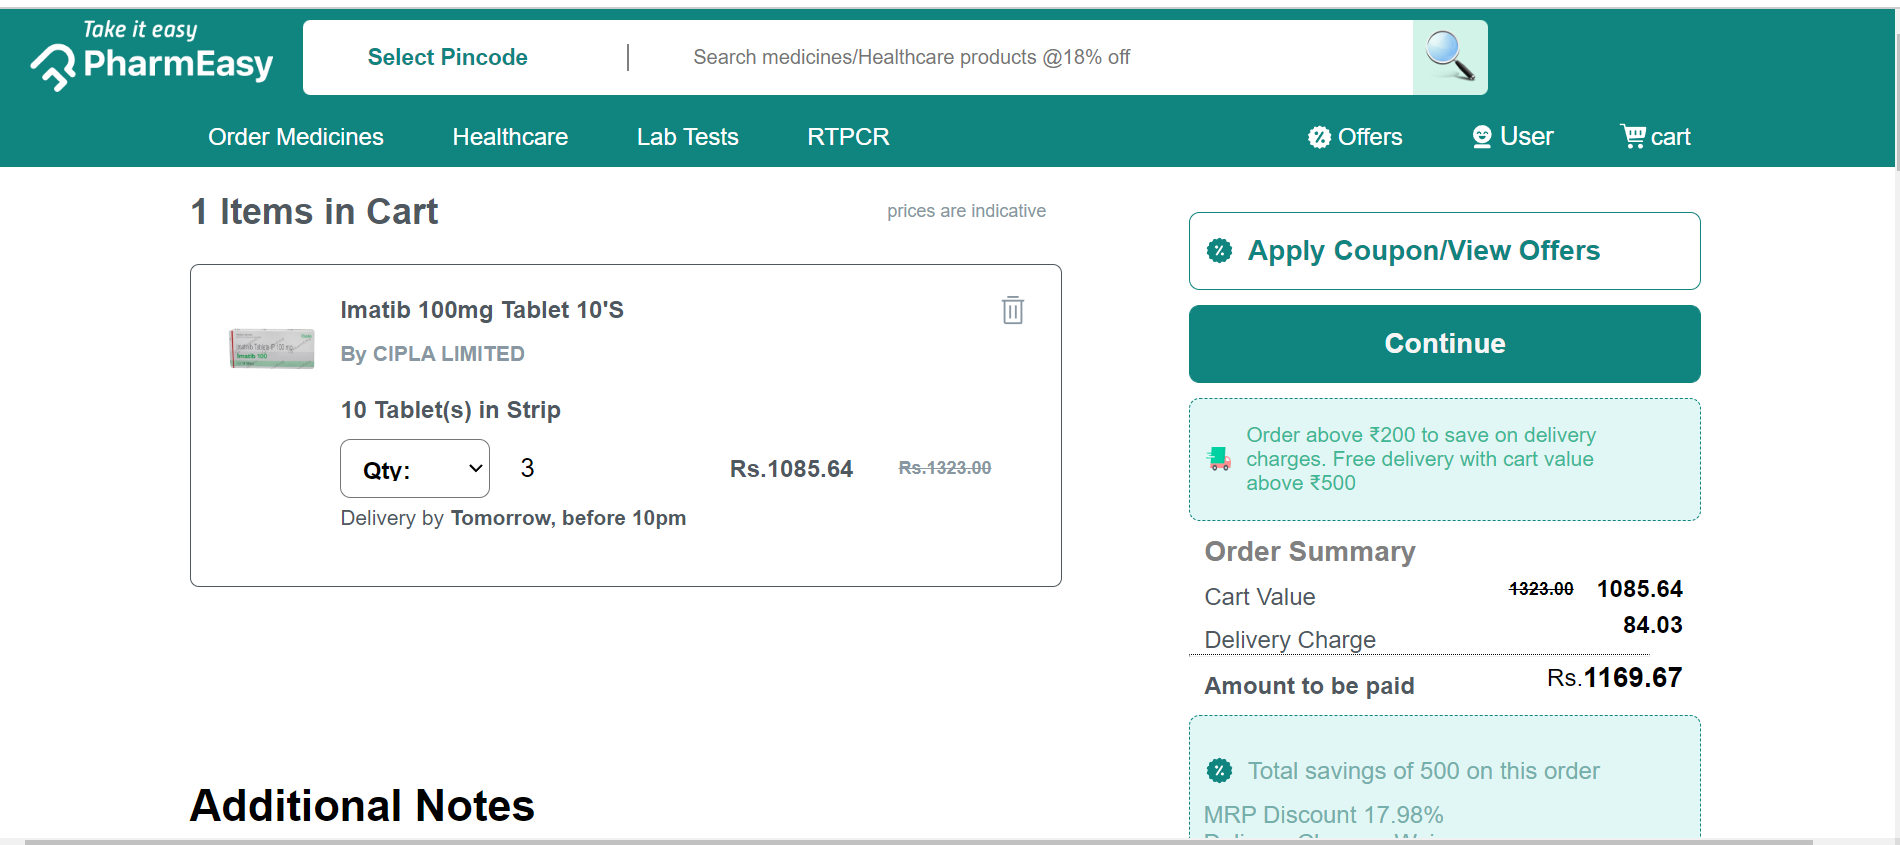 Take it easy
PharmEasy
Select Pincode
Search medicines/Healthcare products @18% off
Order Medicines
Healthcare
Lab Tests
RTPCR
Offers
User
cart
1 Items in Cart
prices are indicative
Imatib 100mg Tablet 10'S
By CIPLA LIMITED
10 Tablet(s) in Strip
Qty:
3
Rs.1085.64
Rs.1323.00
Delivery by Tomorrow, before 10pm
Additional Notes
Apply Coupon/View Offers
Continue
Order above ₹200 to save on delivery
charges. Free delivery with cart value
above ₹500
Order Summary
Cart Value
1323.00 1085.64
Delivery Charge
84.03
Amount to be paid
Rs.1169.67
Total savings of 500 on this order
MRP Discount 17.98%